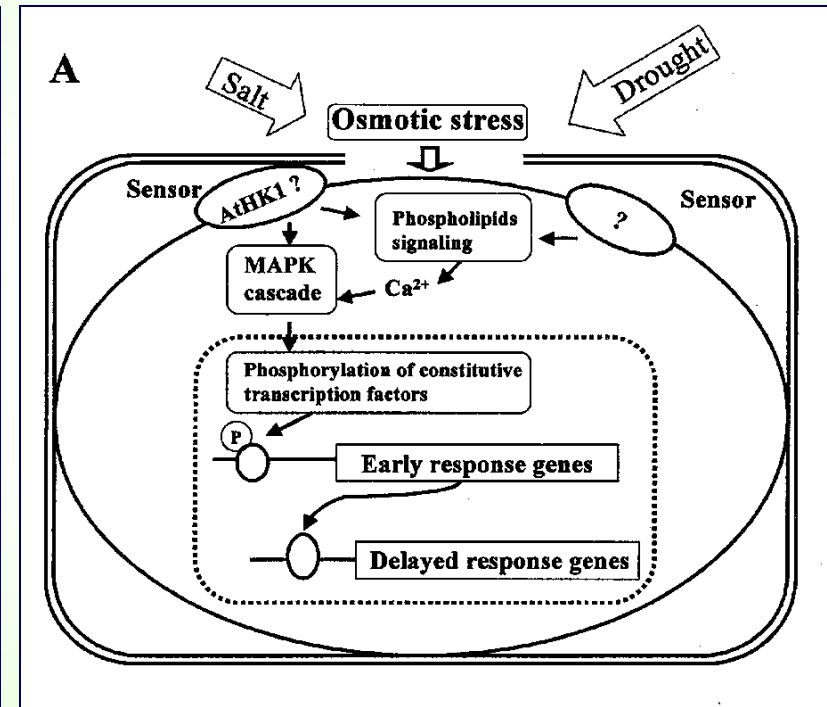 A
Salt
Drought
Osmotic stress
Sensor
AtHK1 ?
?
Sensor
Phospholipids
signaling
MAPK
cascade
Ca²⁺
Phosphorylation of constitutive
transcription factors
P
Early response genes
Delayed response genes